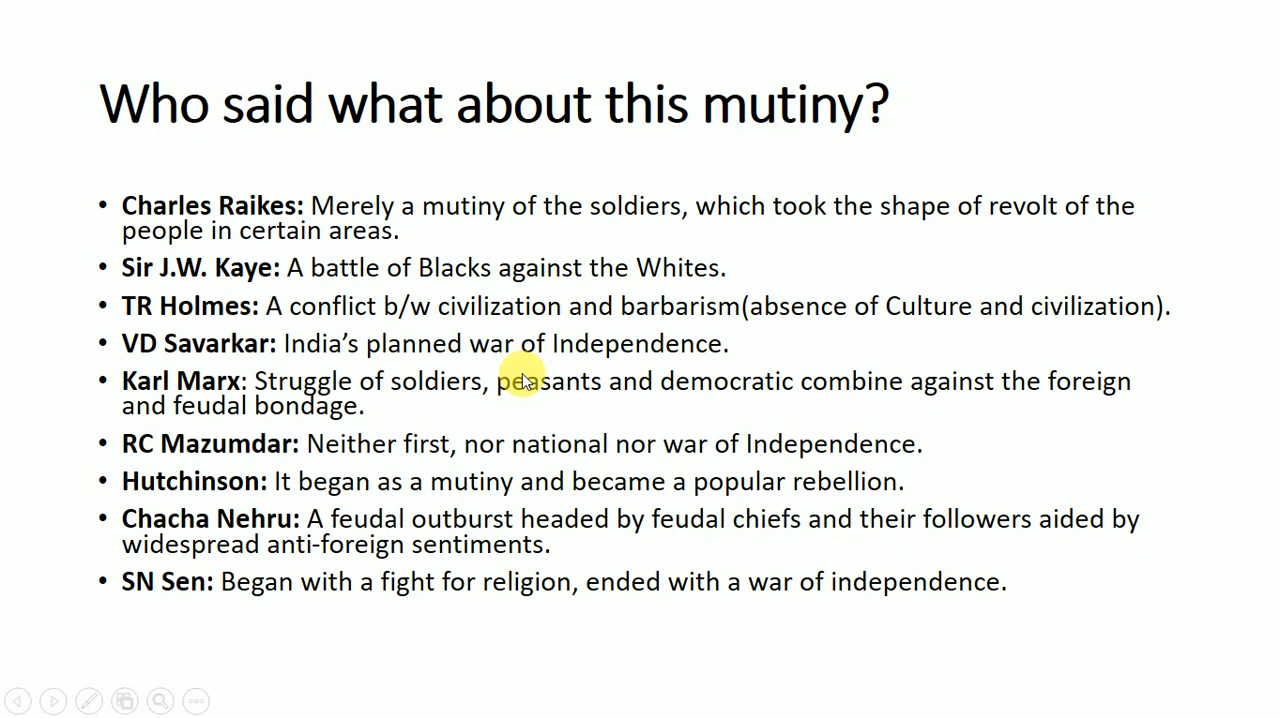 Who said what about this mutiny?
• Charles Raikes: Merely a mutiny of the soldiers, which took the shape of revolt of the
people in certain areas.
• Sir J.W. Kaye: A battle of Blacks against the Whites.
• TR Holmes: A conflict b/w civilization and barbarism(absence of Culture and civilization).
• VD Savarkar: India’s planned war of Independence.
• Karl Marx: Struggle of soldiers, peasants and democratic combine against the foreign
and feudal bondage.
• RC Mazumdar: Neither first, nor national nor war of Independence.
• Hutchinson: It began as a mutiny and became a popular rebellion.
• Chacha Nehru: A feudal outburst headed by feudal chiefs and their followers aided by
widespread anti-foreign sentiments.
• SN Sen: Began with a fight for religion, ended with a war of independence.